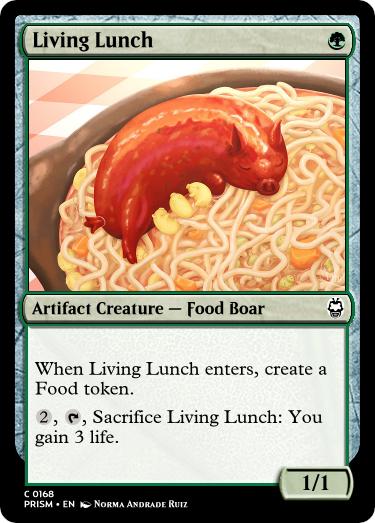 Living Lunch
Artifact Creature — Food Boar
When Living Lunch enters, create a
Food token.
2, T, Sacrifice Living Lunch: You
gain 3 life.
1/1
C 0168
PRISM • EN Norma Andrade Ruiz